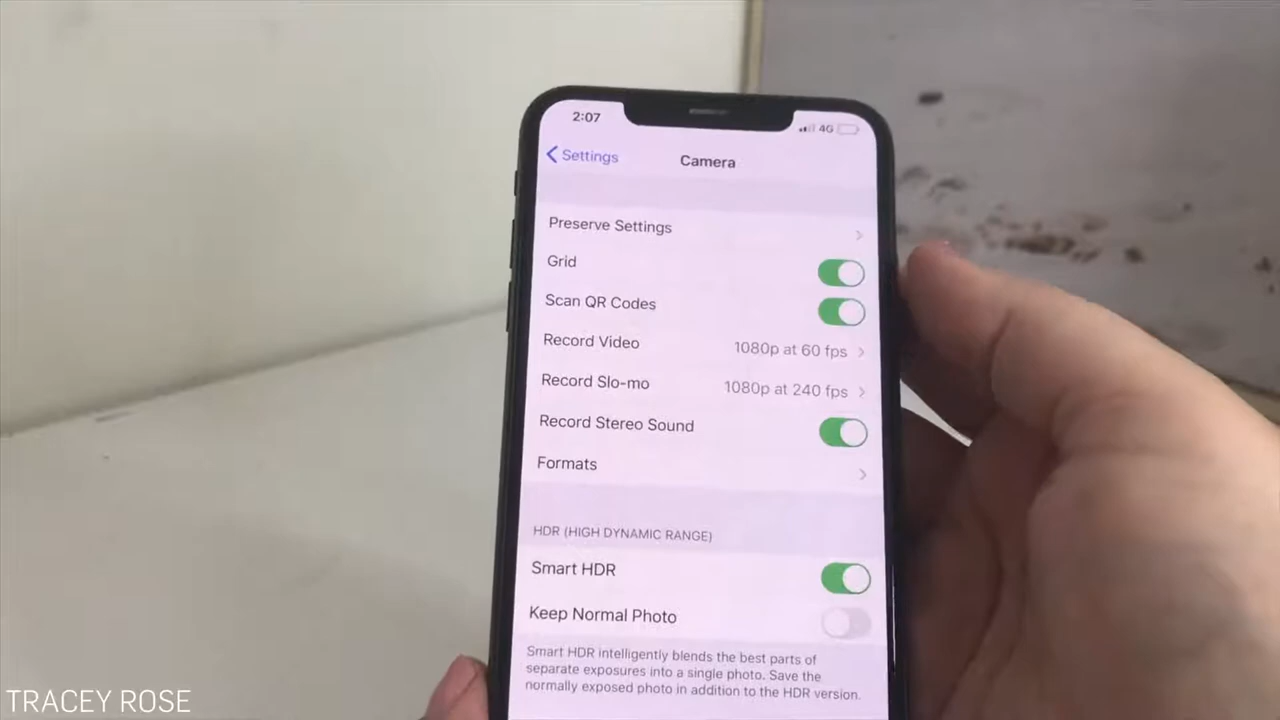 2:07
4G
Settings
Camera
Preserve Settings
Grid
Scan QR Codes
Record Video 1080p at 60 fps
Record Slo-mo 1080p at 240 fps
Record Stereo Sound
Formats
HDR (HIGH DYNAMIC RANGE)
Smart HDR
Keep Normal Photo
Smart HDR intelligently blends the best parts of
separate exposures into a single photo. Save the
normally exposed photo in addition to the HDR version.
TRACEY ROSE